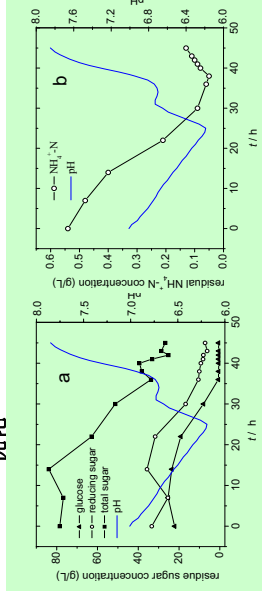 a
glucose
reducing sugar
total sugar
pH
residue sugar concentration (g/L)
80 60 40 20 0
0 10 20 30 40 50
t / h
8.0 7.5 7.0 6.5 6.0
pH
b
NH₄⁺-N
pH
residual NH₄⁺-N concentration (g/L)
0.6 0.5 0.4 0.3 0.2 0.1 0.0
0 10 20 30 40 50
t / h
8.0 7.6 7.2 6.8 6.4 6.0
pH